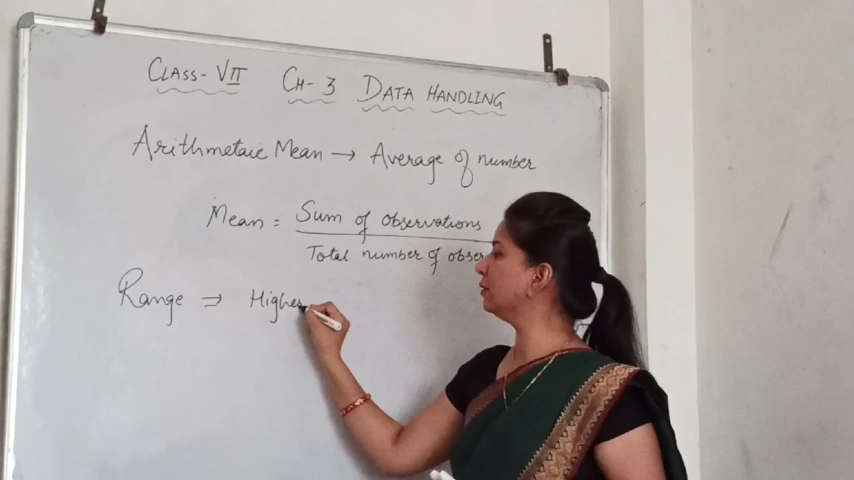 CLASS-VII CH-3 DATA HANDLING
Arithmetaic Mean → Average of number
Mean = Sum of observations
Total number of obser
Range ⇒ Highes